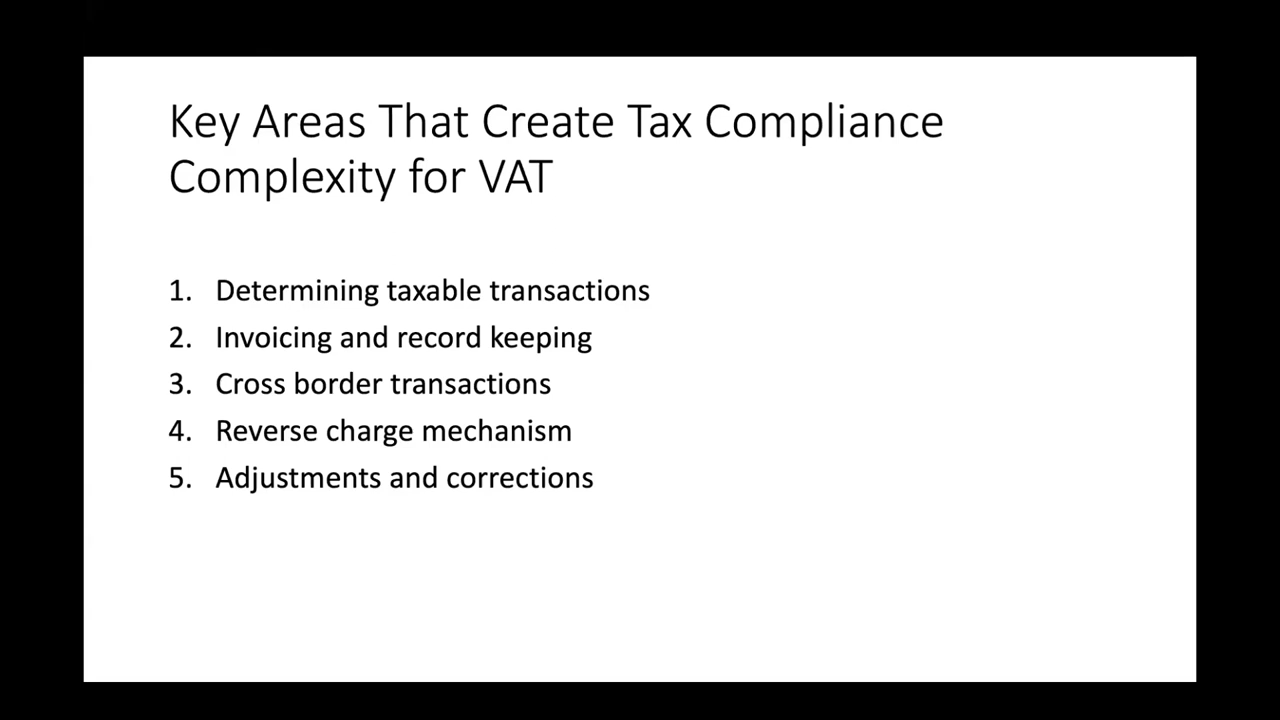 Key Areas That Create Tax Compliance
Complexity for VAT
1. Determining taxable transactions
2. Invoicing and record keeping
3. Cross border transactions
4. Reverse charge mechanism
5. Adjustments and corrections